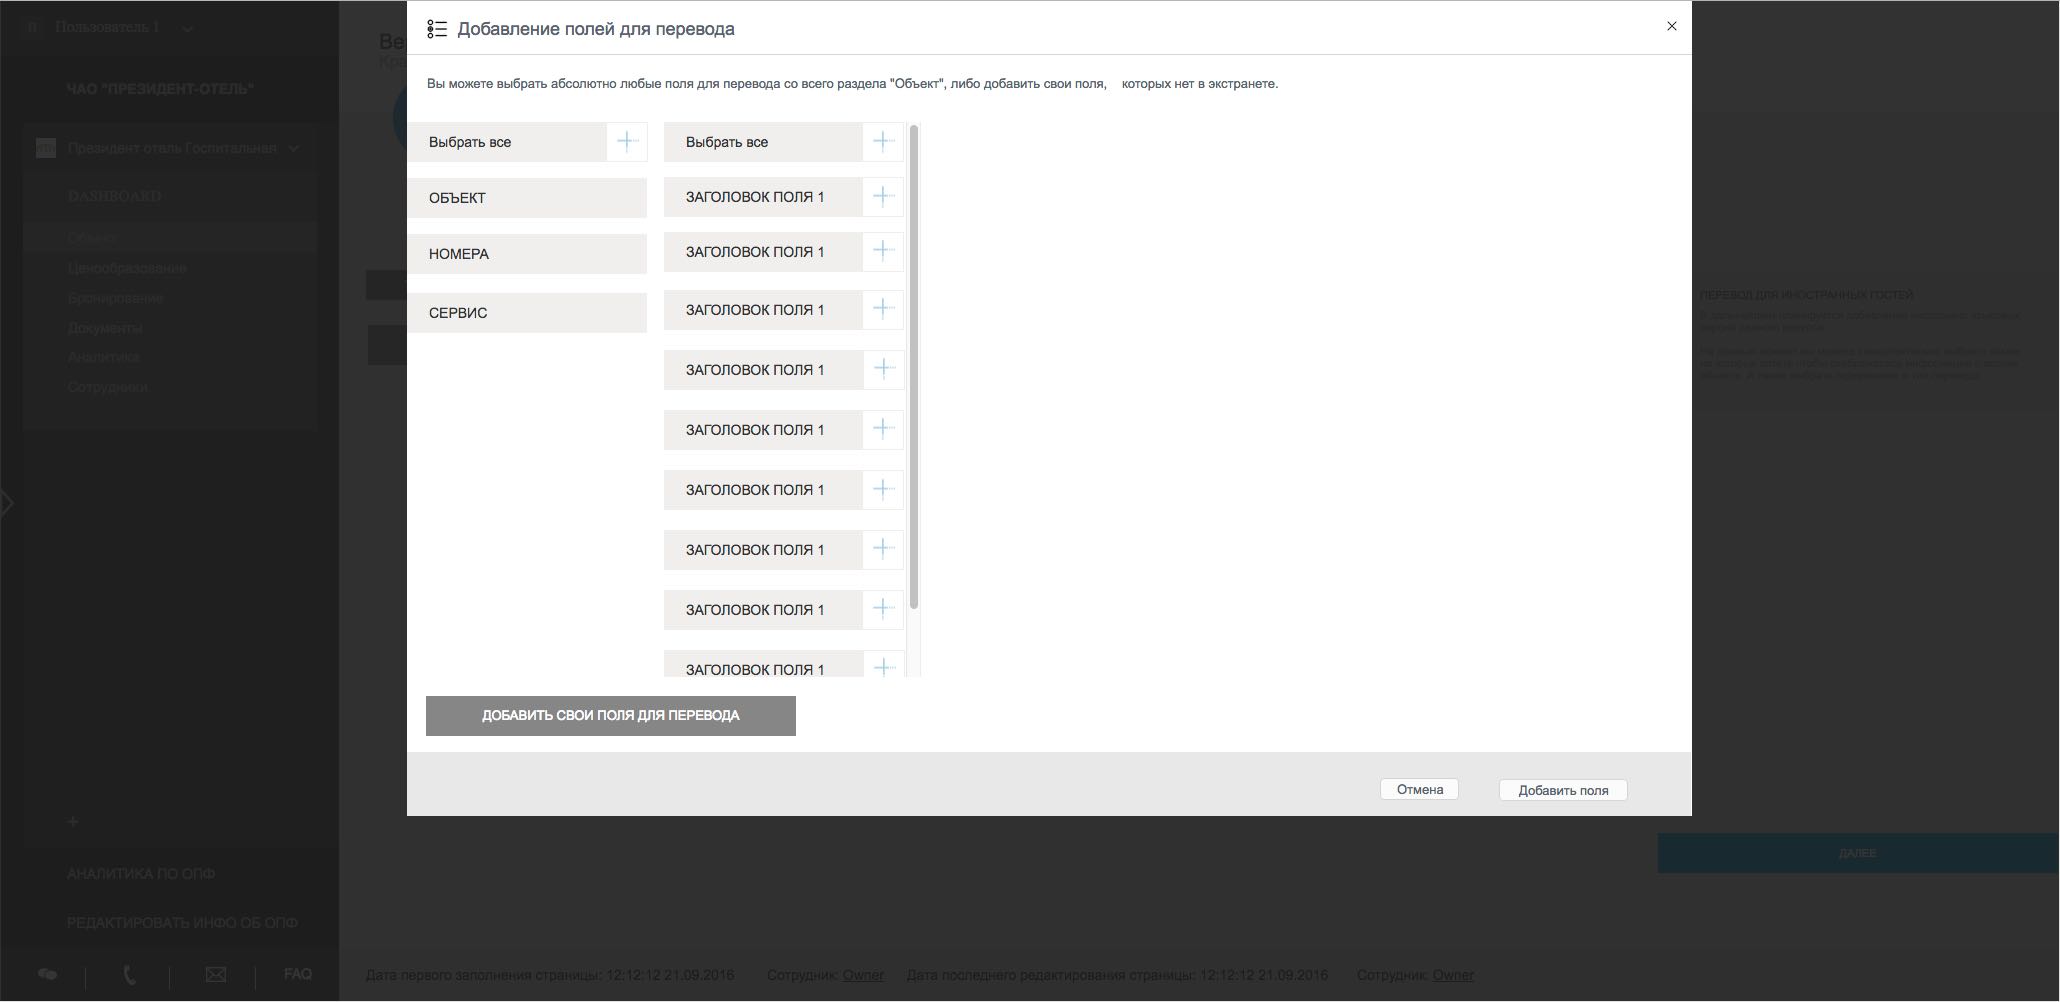 Пользователь 1
ЧАО "ПРЕЗИДЕНТ-ОТЕЛЬ"
Президент отель Госпитальная
DASHBOARD
Объект
Ценообразование
Бронирование
Документы
Аналитика
Сотрудники
+
АНАЛИТИКА ПО ОПФ
РЕДАКТИРОВАТЬ ИНФО ОБ ОПФ
FAQ
Ве
Кра
Добавление полей для перевода
Вы можете выбрать абсолютно любые поля для перевода со всего раздела "Объект", либо добавить свои поля, которых нет в экстранете.
Выбрать все
ОБЪЕКТ
НОМЕРА
СЕРВИС
Выбрать все
ЗАГОЛОВОК ПОЛЯ 1
ЗАГОЛОВОК ПОЛЯ 1
ЗАГОЛОВОК ПОЛЯ 1
ЗАГОЛОВОК ПОЛЯ 1
ЗАГОЛОВОК ПОЛЯ 1
ЗАГОЛОВОК ПОЛЯ 1
ЗАГОЛОВОК ПОЛЯ 1
ЗАГОЛОВОК ПОЛЯ 1
ЗАГОЛОВОК ПОЛЯ 1
ДОБАВИТЬ СВОИ ПОЛЯ ДЛЯ ПЕРЕВОДА
Отмена
Добавить поля
ПЕРЕВОД ДЛЯ ИНОСТРАННЫХ ГОСТЕЙ
ДАЛЕЕ
Дата первого заполнения страницы: 12:12:12 21.09.2016 Сотрудник: Owner Дата последнего редактирования страницы: 12:12:12 21.09.2016 Сотрудник: Owner